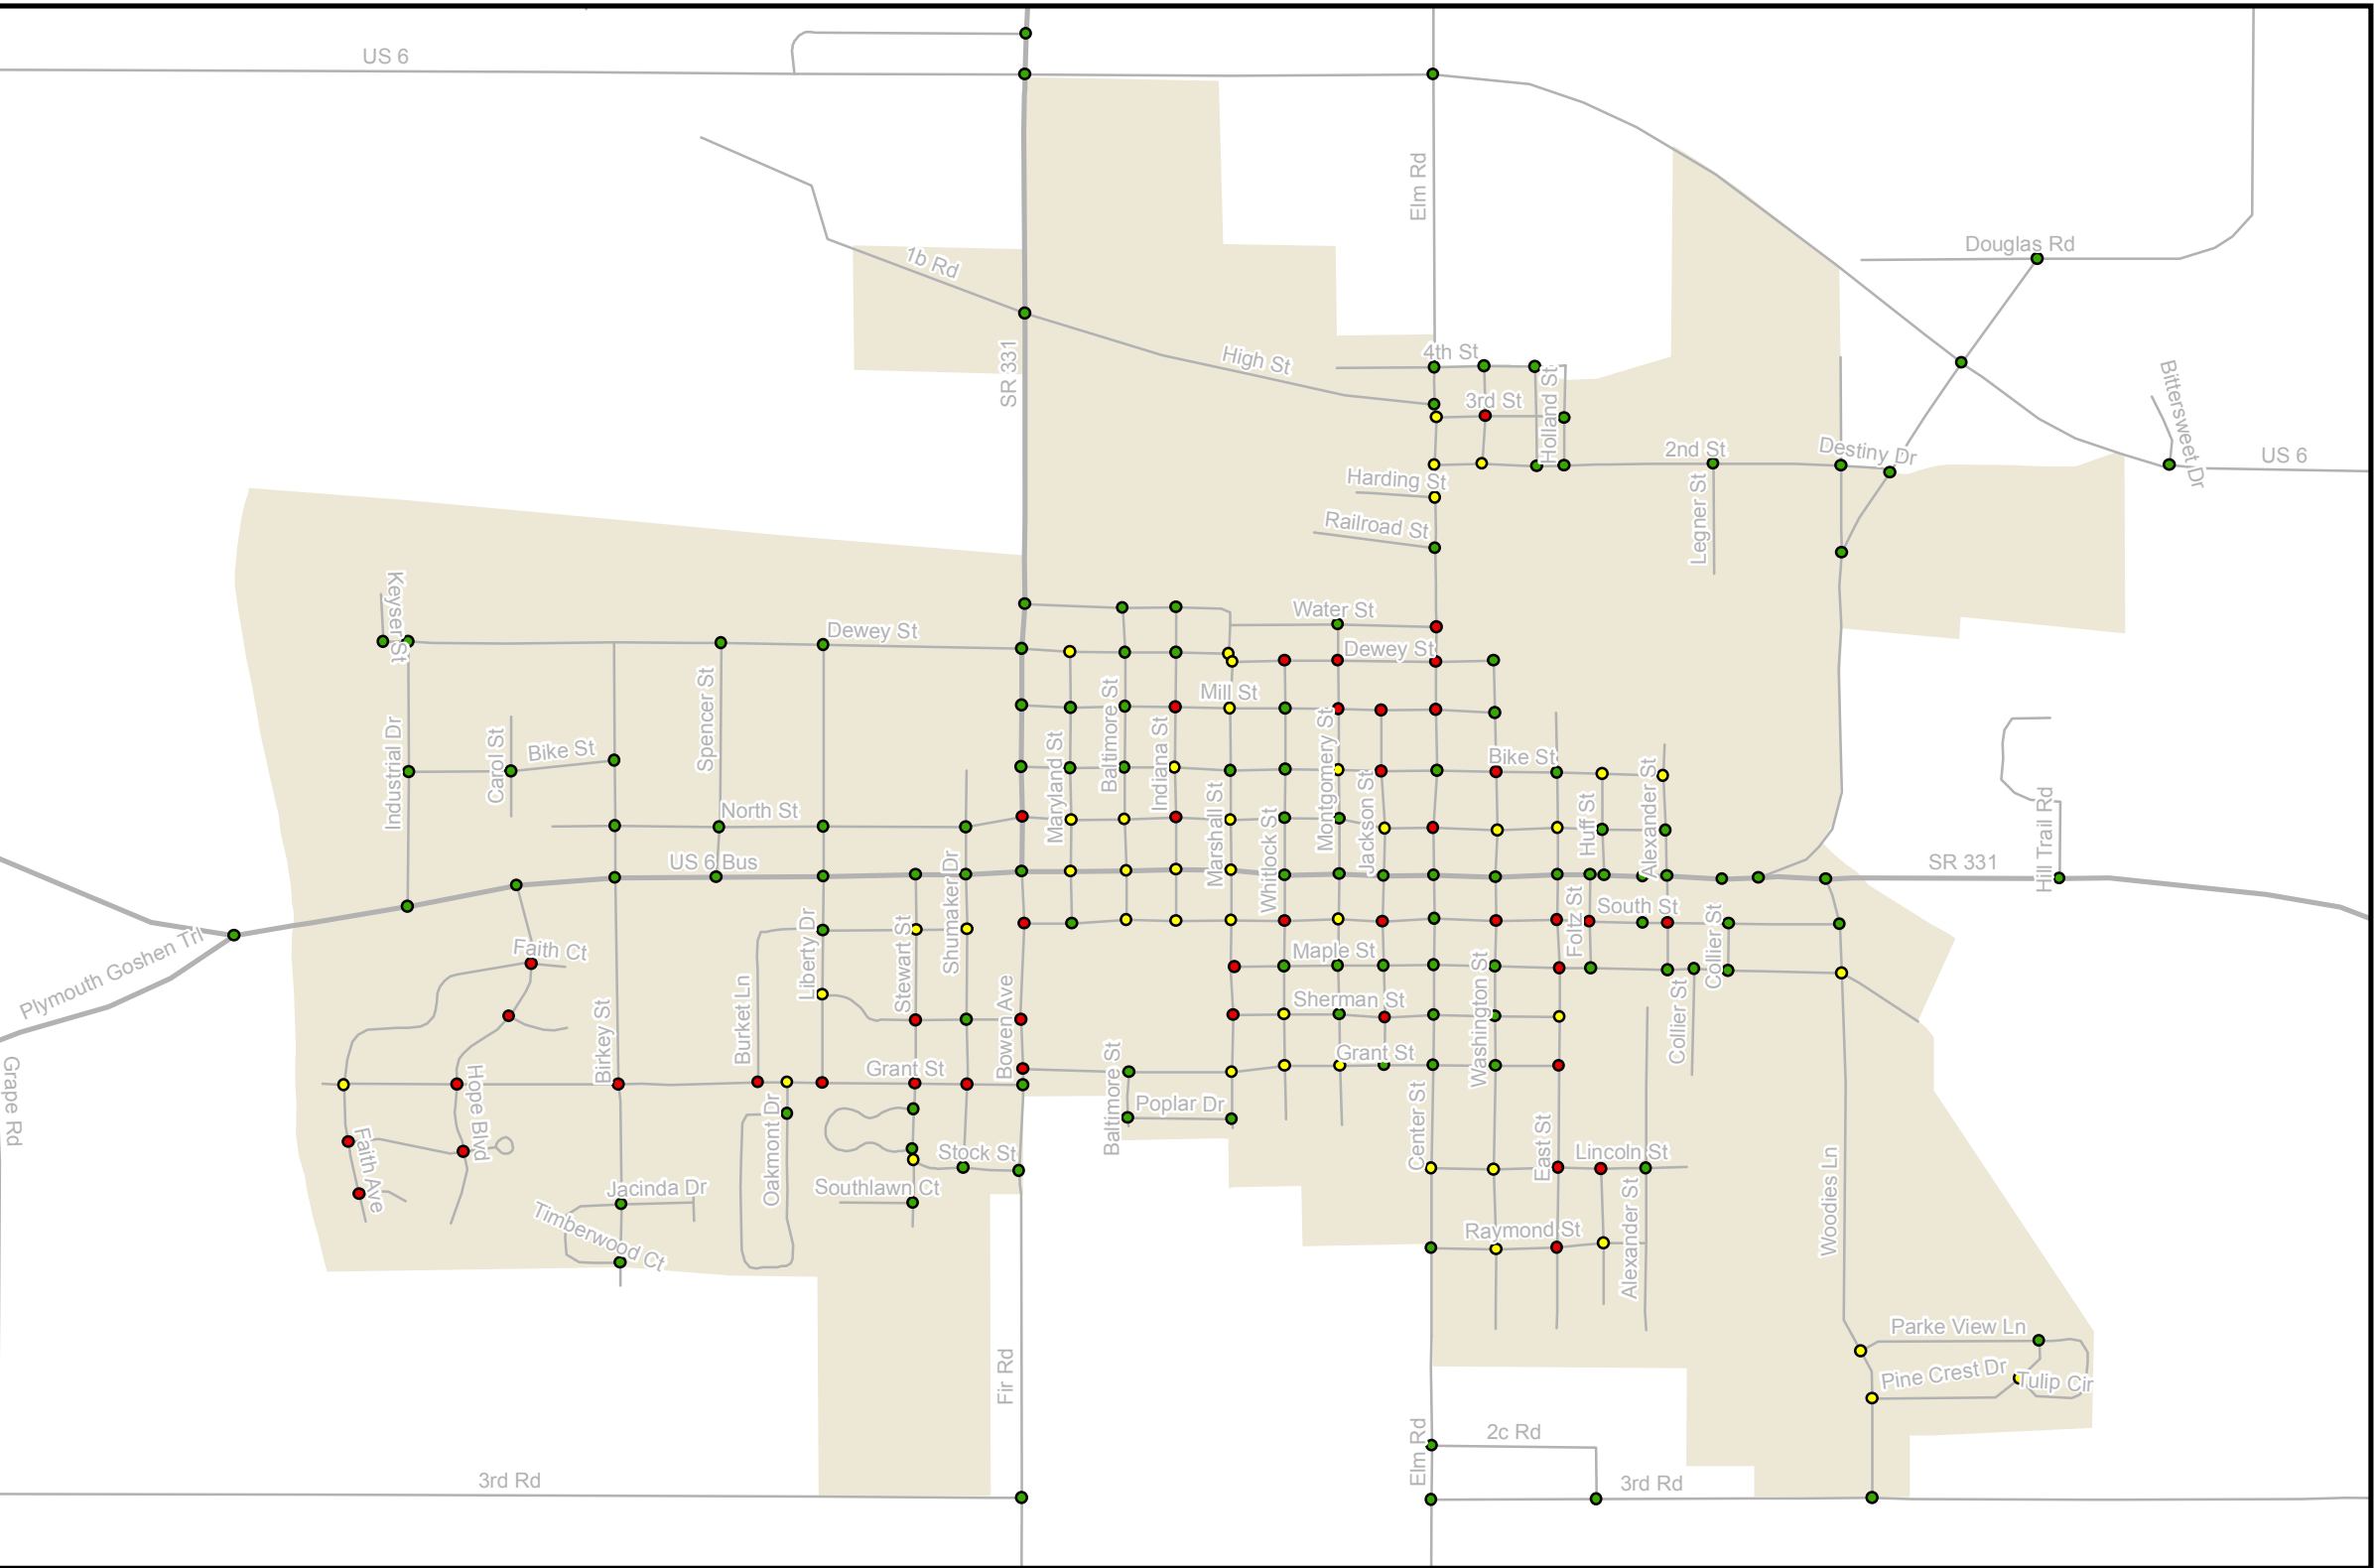 US 6
Elm Rd
Douglas Rd
1b Rd
SR 331
High St
4th St
3rd St
Holland St
Bittersweet Dr
2nd St
Destiny Dr
US 6
Harding St
Legner St
Railroad St
Keyser St
Water St
Dewey St
Dewey St
Spencer St
Baltimore St
Mill St
Indiana St
Montgomery St
Industrial Dr
Carol St
Bike St
Maryland St
Bike St
Alexander St
North St
Marshall St
Whitlock St
Jackson St
Huff St
Hill Trail Rd
US 6 Bus
Shumaker Dr
SR 331
Foltz St
South St
Collier St
Plymouth Goshen Trl
Faith Ct
Liberty Dr
Stewart St
Maple St
Washington St
Burket Ln
Birkey St
Bowen Ave
Sherman St
Collier St
Grape Rd
Hope Blvd
Grant St
Baltimore St
Grant St
Center St
Poplar Dr
Faith Ave
Oakmont Dr
Stock St
East St
Lincoln St
Woodies Ln
Jacinda Dr
Southlawn Ct
Alexander St
Timberwood Ct
Raymond St
Parke View Ln
Fir Rd
Pine Crest Dr
Tulip Cir
Elm Rd
2c Rd
3rd Rd
3rd Rd